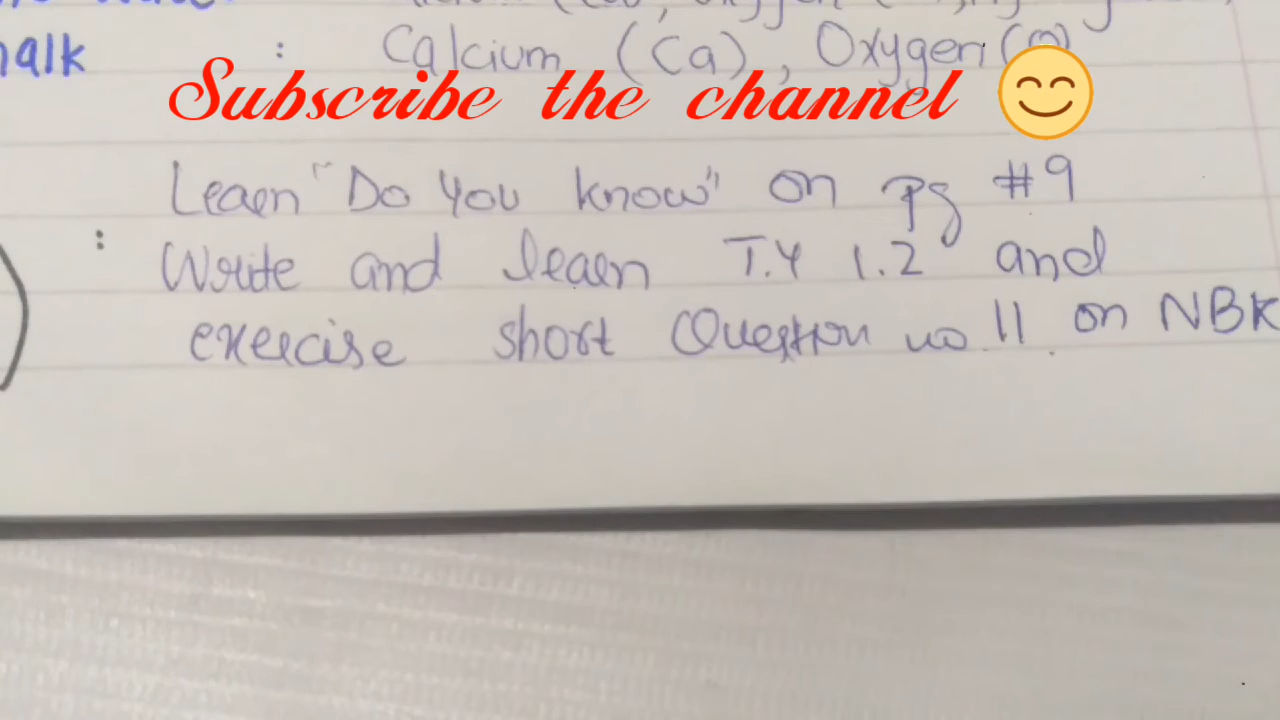 halk : Calcium (Ca), Oxygen (O)
Subscribe the channel 😊
Learn "Do You know" on pg #9
: Write and learn T.Y 1.2 and
exercise short Question no. 11 on NBK